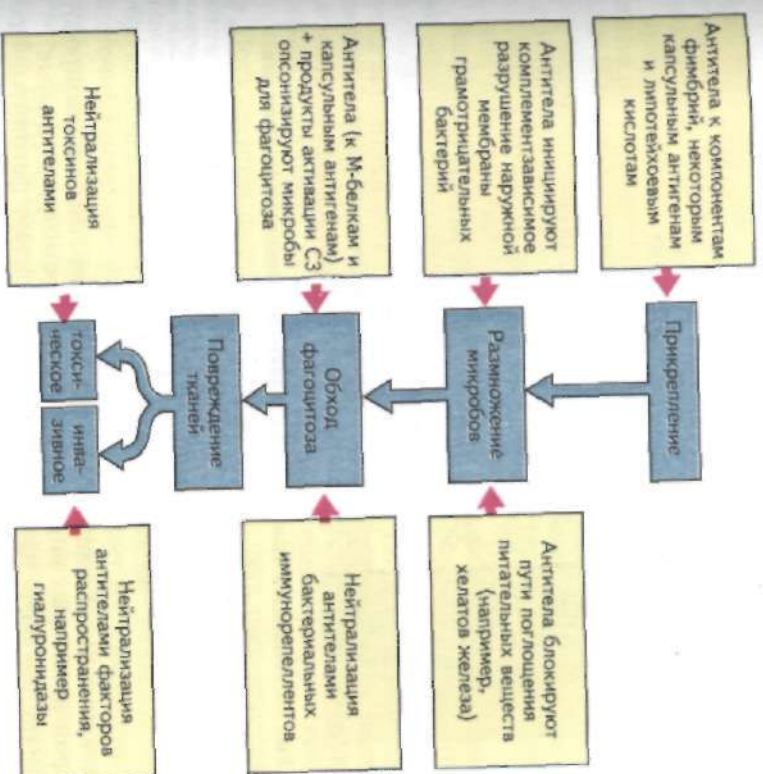 Антитела к компонентам
фимбрий, некоторым
капсульным антигенам
и липотейхоевым
кислотам
Прикрепление
Антитела инициируют
комплементзависимое
разрушение наружной
мембраны
грамотрицательных
бактерий
Размножение
микробов
Антитела блокируют
пути поглощения
питательных веществ
(например,
хелатов железа)
Антитела (к М-белкам и
капсульным антигенам)
+ продукты активации С3
опсонизируют микробы
для фагоцитоза
Обход
фагоцитоза
Нейтрализация
антителами
бактериальных
иммунорепеллентов
Повреждение
тканей
Нейтрализация
токсинов
антителами
токси-
ческое
инва-
зивное
Нейтрализация
антителами факторов
распространения,
например
гиалуронидазы